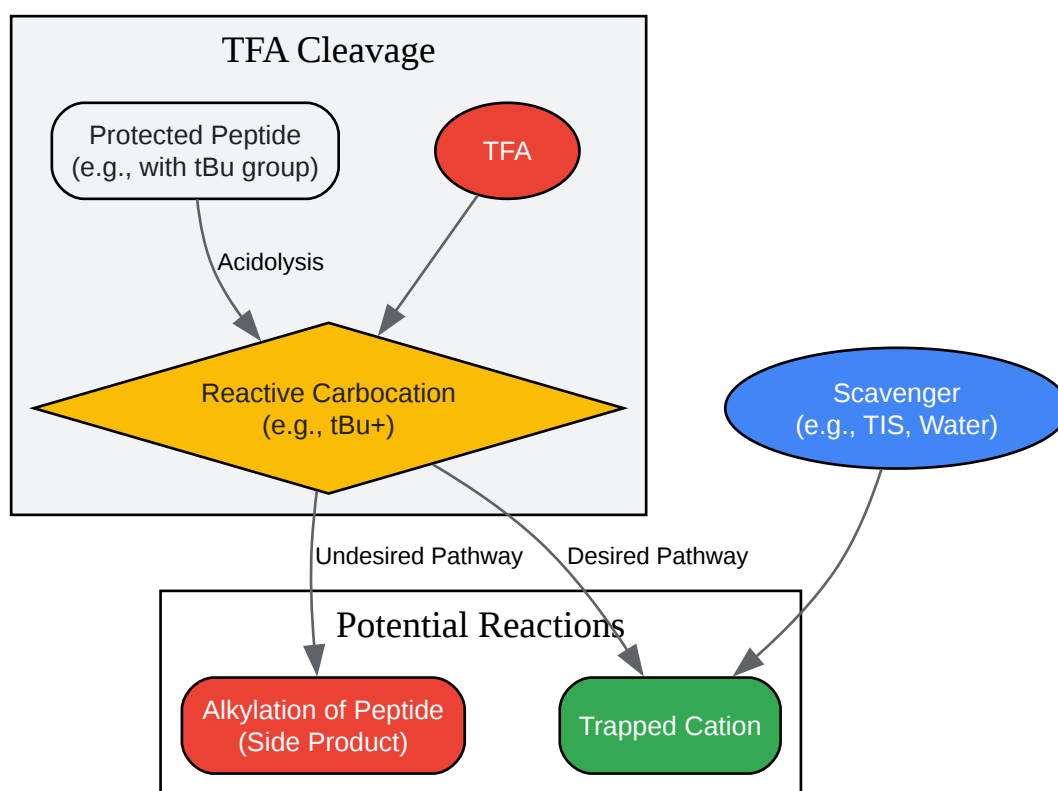 TFA Cleavage
Protected Peptide
(e.g., with tBu group)
TFA
Acidolysis
Reactive Carbocation
(e.g., tBu+)
Scavenger
(e.g., TIS, Water)
Undesired Pathway
Desired Pathway
Potential Reactions
Alkylation of Peptide
(Side Product)
Trapped Cation